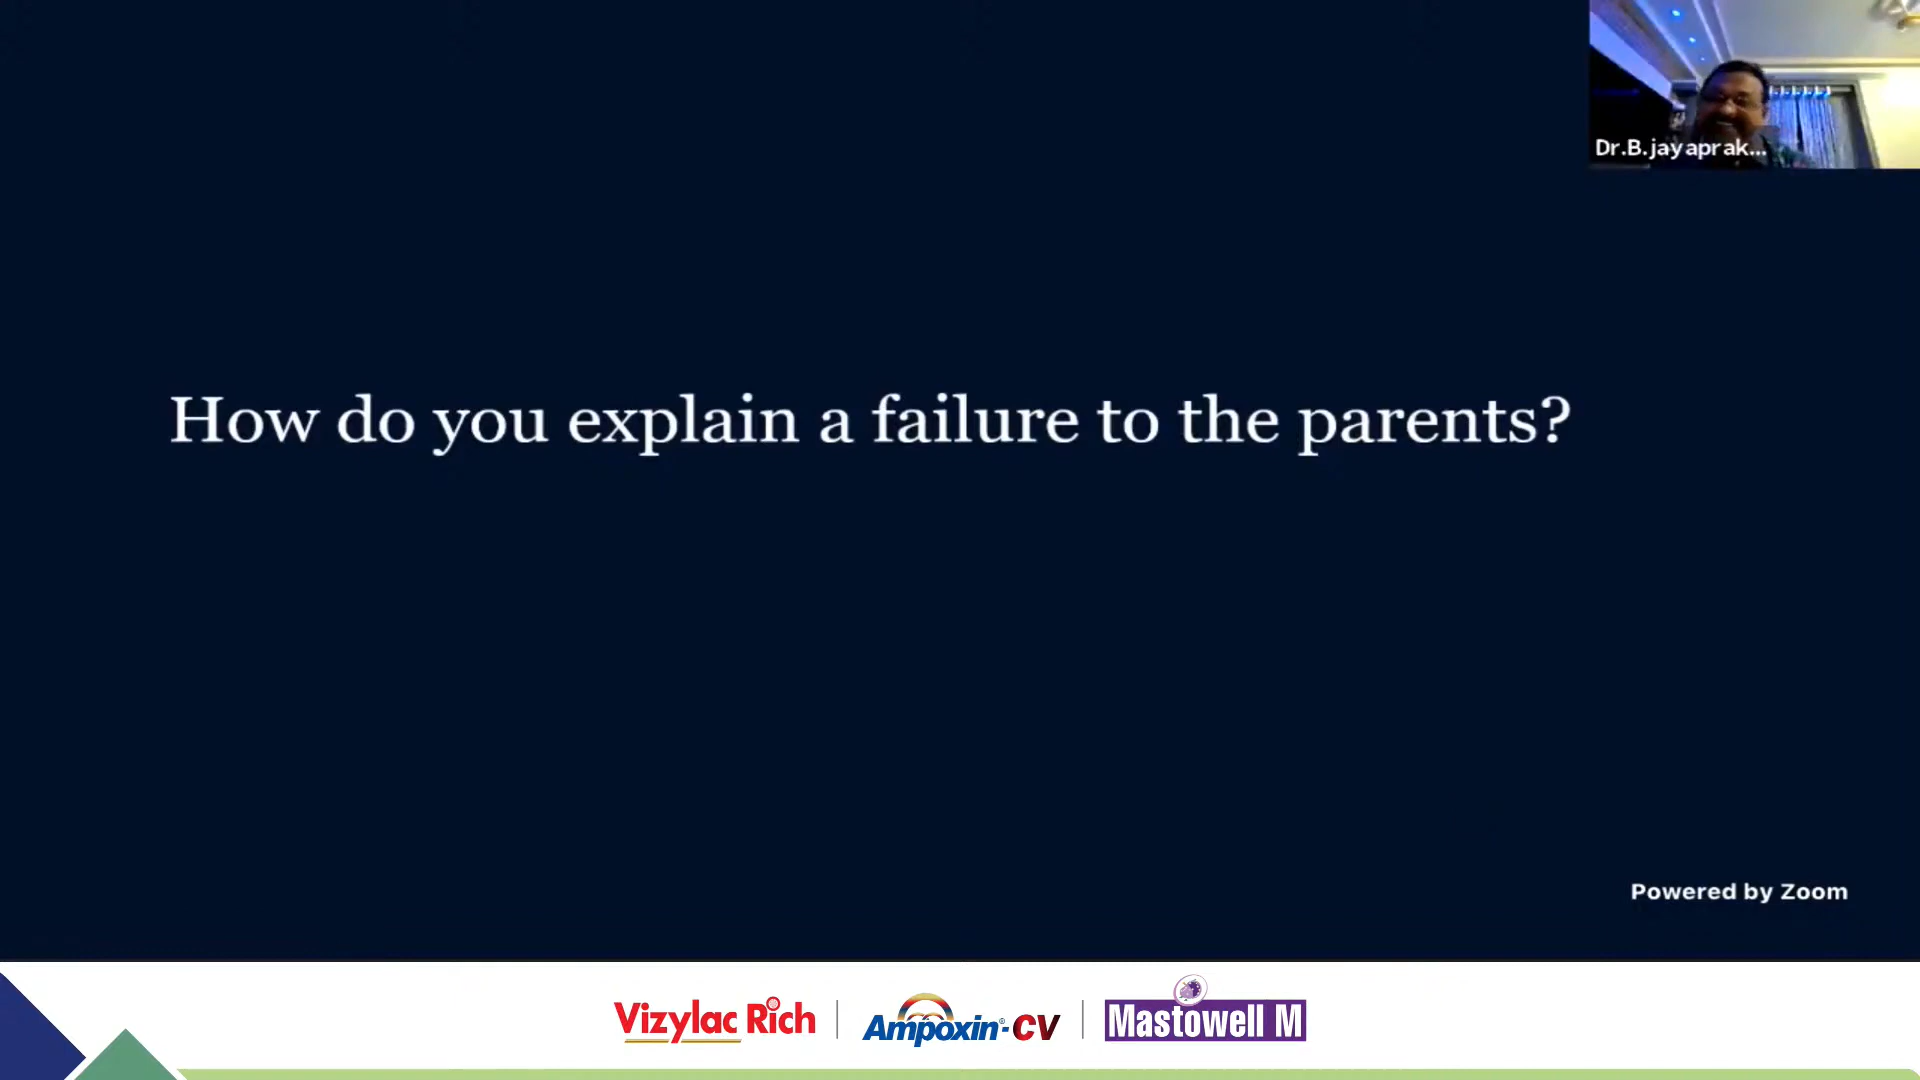 Dr.B.jayaprak...
How do you explain a failure to the parents?
Powered by Zoom
Vizylac Rich
Ampoxin®-CV
Mastowell M